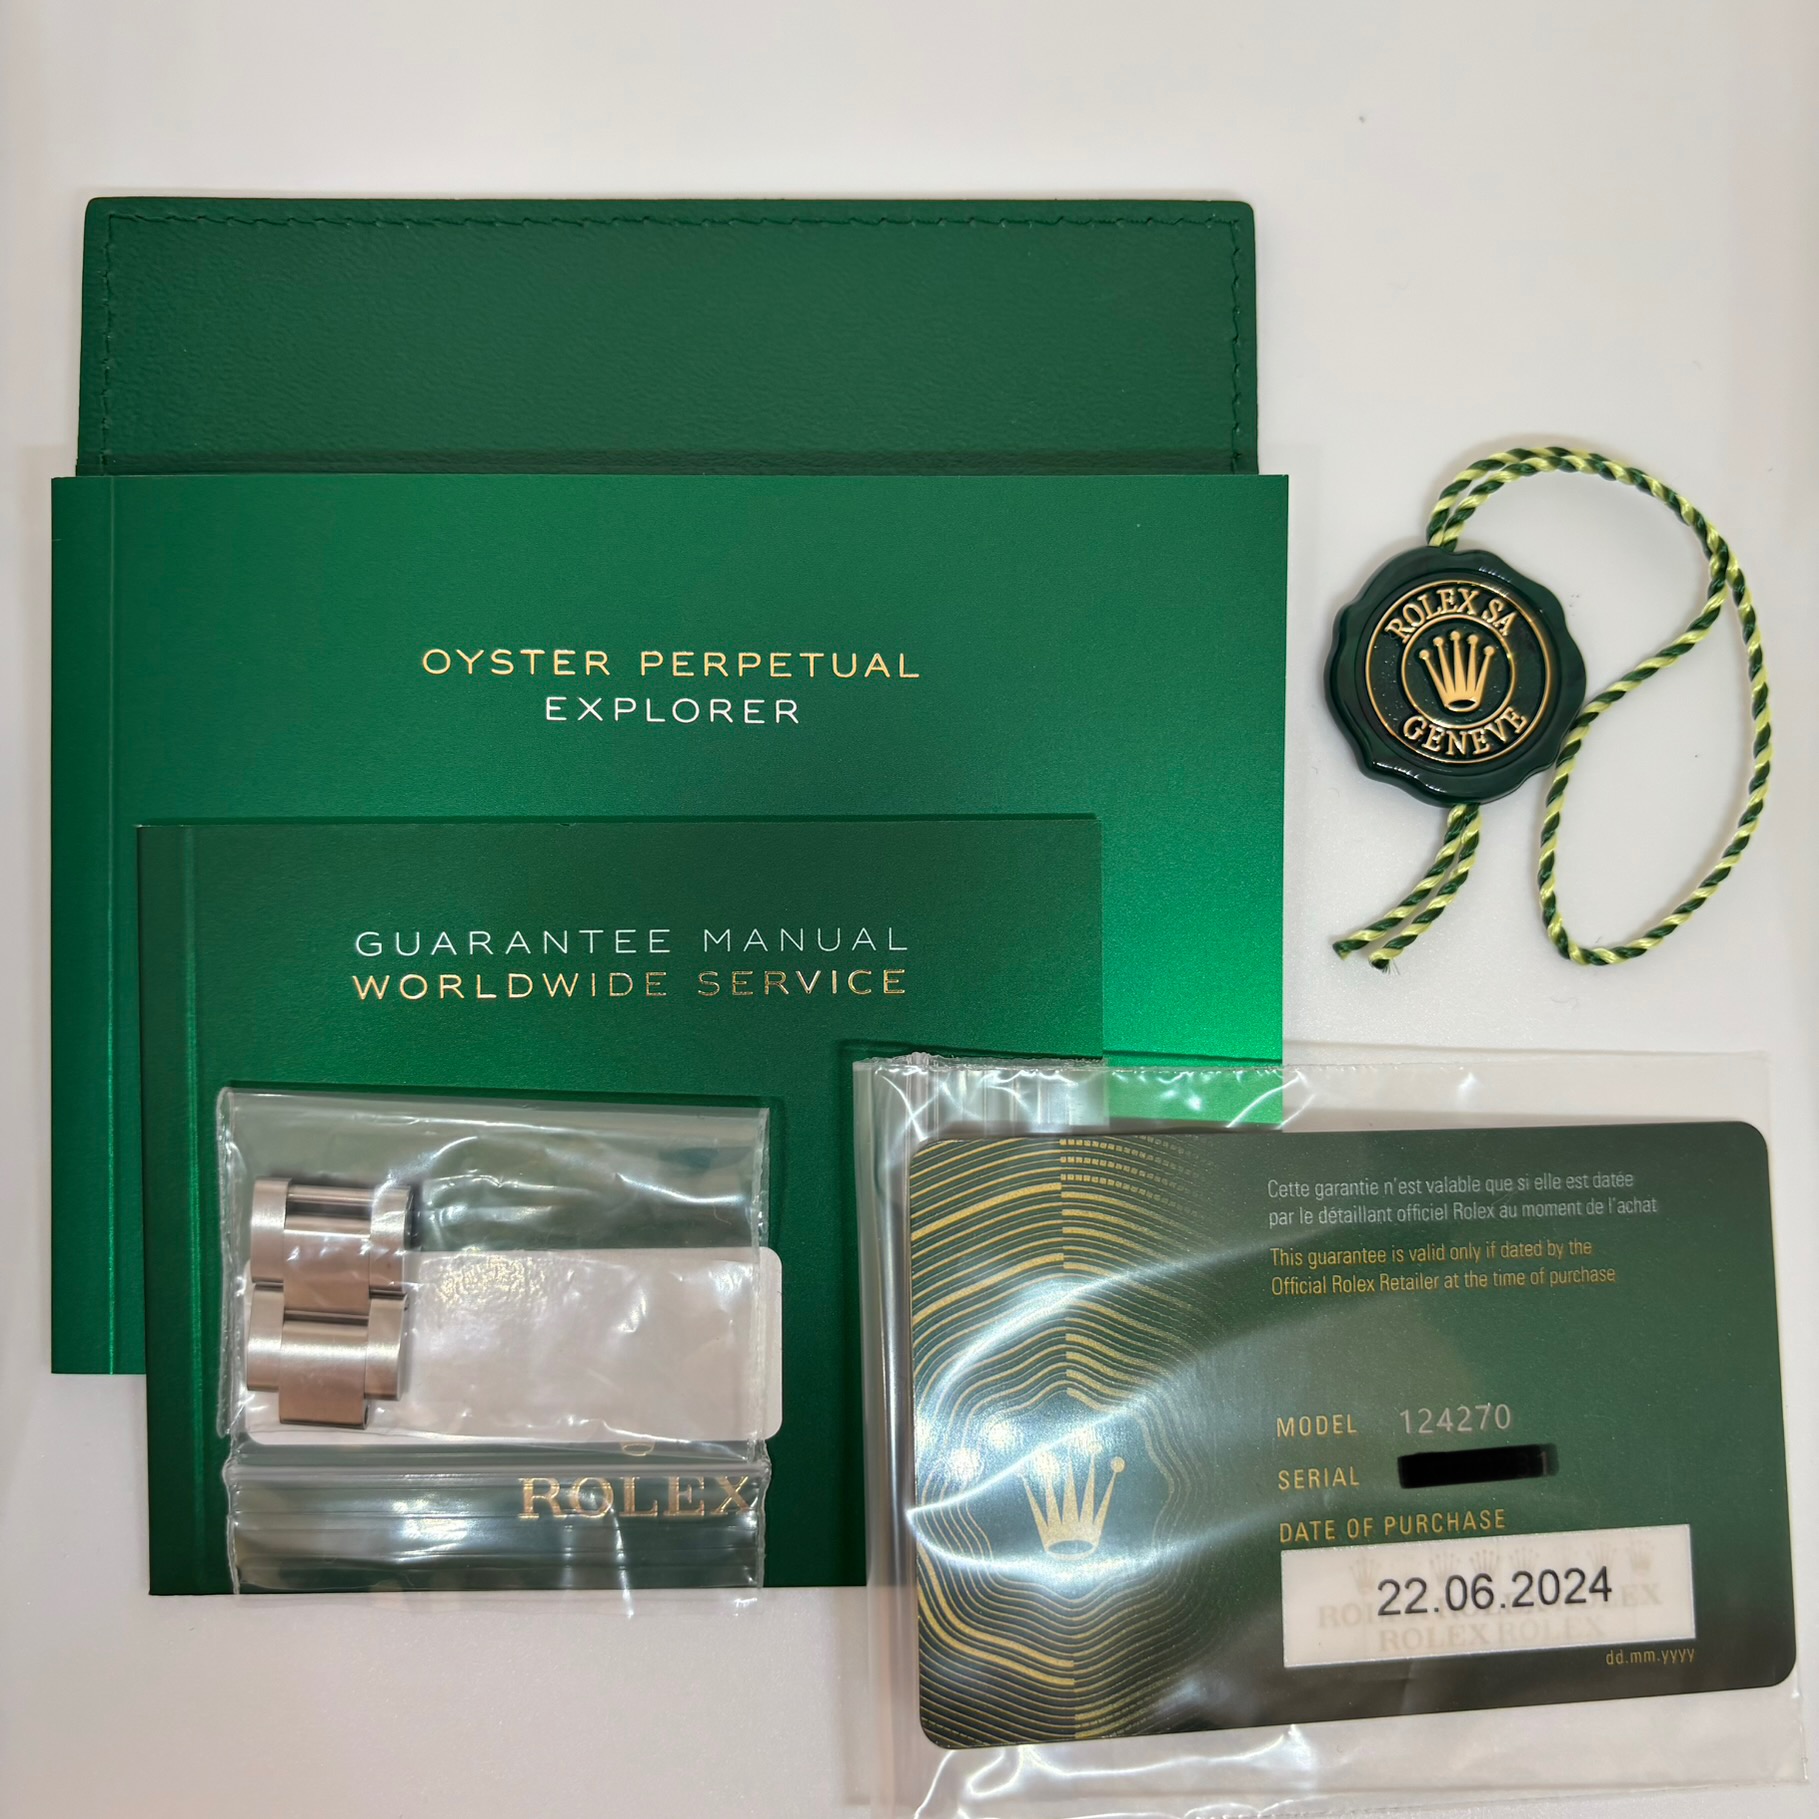 OYSTER PERPETUAL
EXPLORER
ROLEX SA
GENEVE
GUARANTEE MANUAL
WORLDWIDE SERVICE
ROLEX
Cette garantie n'est valable que si elle est datée
par le détaillant officiel Rolex au moment de l'achat
This guarantee is valid only if dated by the
Official Rolex Retailer at the time of purchase
MODEL 124270
SERIAL
DATE OF PURCHASE
22.06.2024
ROLEX ROLEX
dd.mm.yyyy